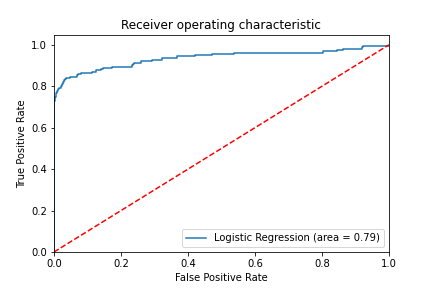 Receiver operating characteristic
1.0
0.8
0.6
0.4
0.2
0.0
True Positive Rate
Logistic Regression (area = 0.79)
0.0 0.2 0.4 0.6 0.8 1.0
False Positive Rate